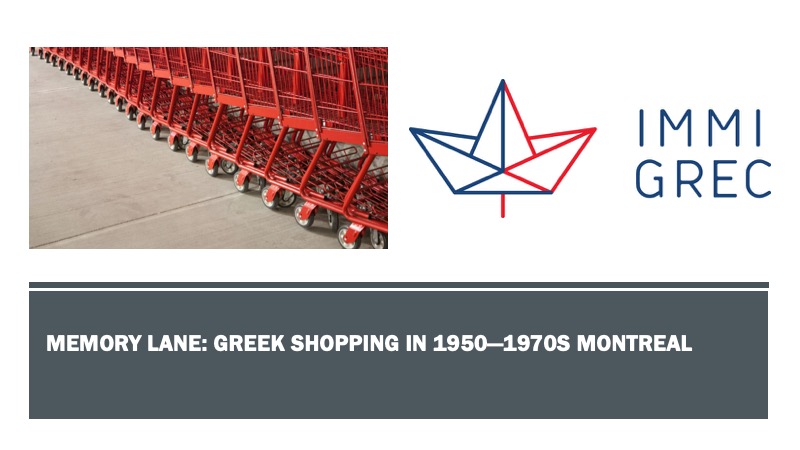 IMMI
GREC
MEMORY LANE: GREEK SHOPPING IN 1950—1970S MONTREAL